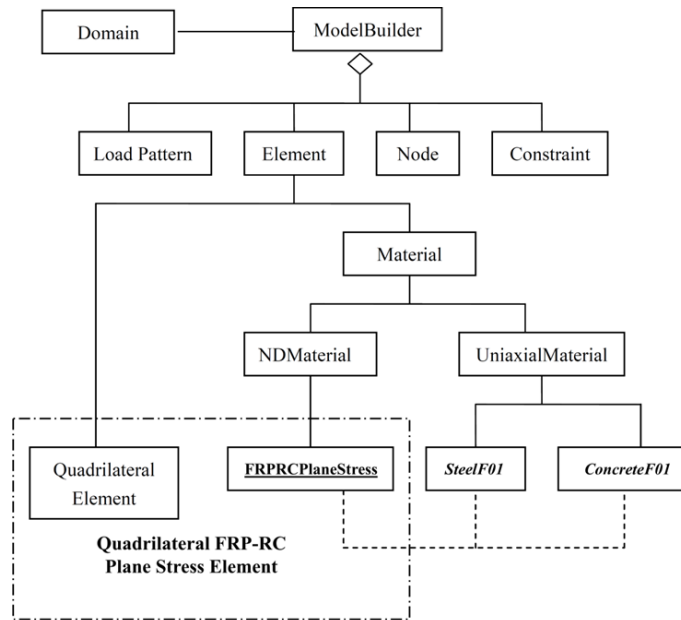 Domain
ModelBuilder
Load Pattern
Element
Node
Constraint
Material
NDMaterial
UniaxialMaterial
Quadrilateral
Element
FRPRCPlaneStress
SteelF01
ConcreteF01
Quadrilateral FRP-RC
Plane Stress Element